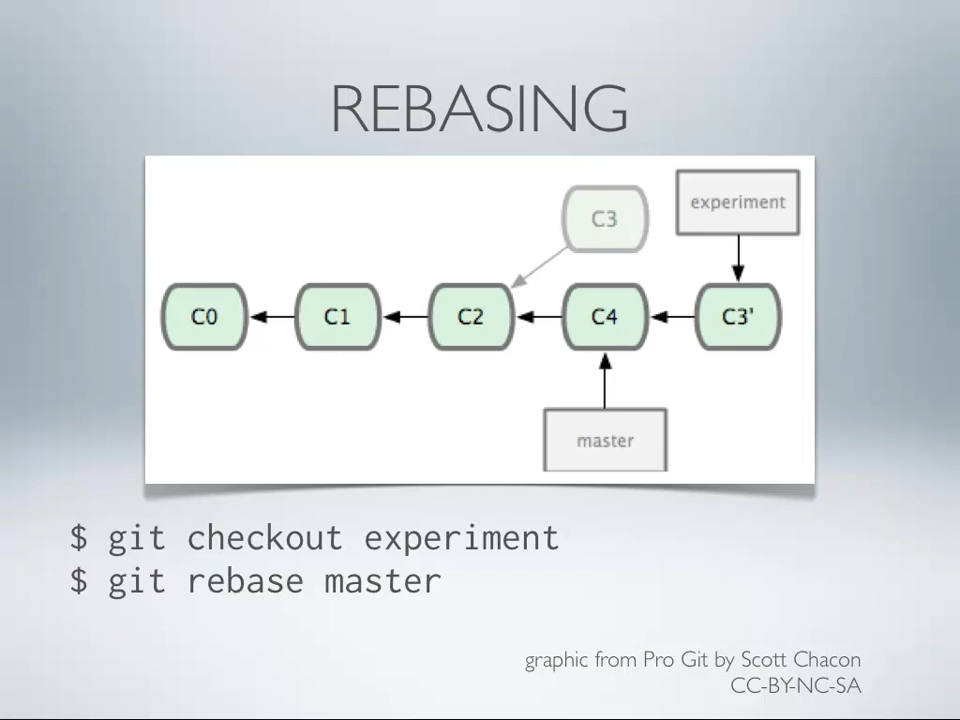 REBASING
C3
experiment
C0
C1
C2
C4
C3'
master
$ git checkout experiment
$ git rebase master
graphic from Pro Git by Scott Chacon
CC-BY-NC-SA